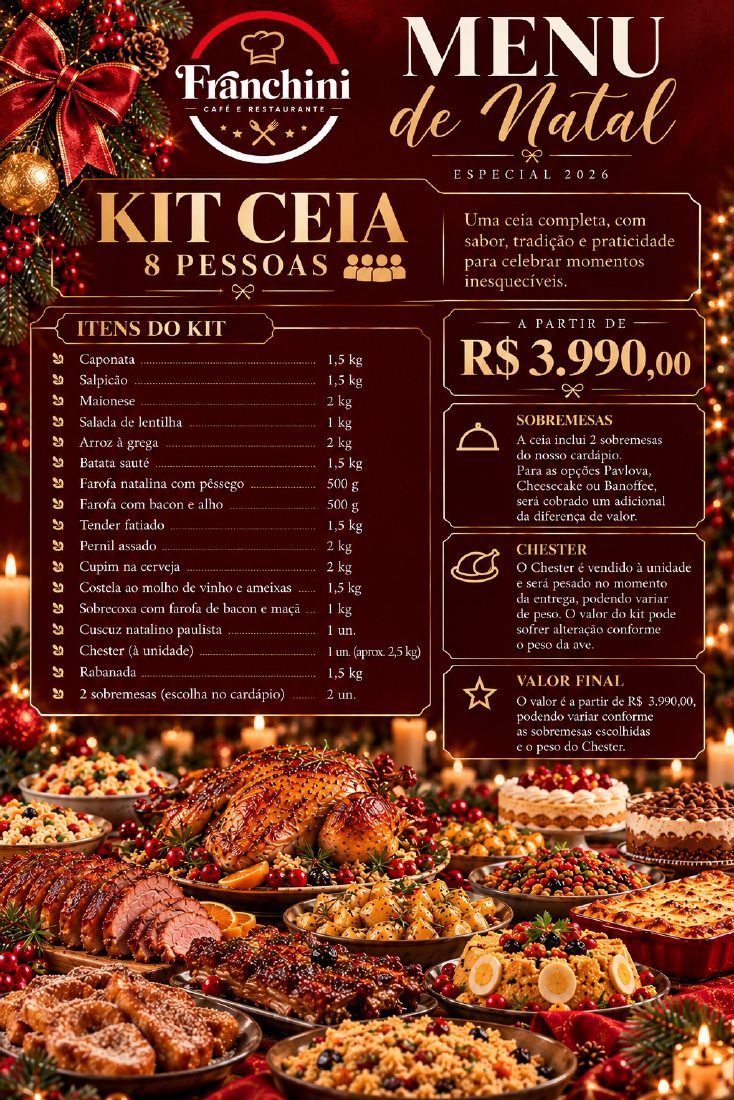 Franchini
CAFÉ E RESTAURANTE
MENU
de Natal
ESPECIAL 2026
KIT CEIA
8 PESSOAS
Uma ceia completa, com
sabor, tradição e praticidade
para celebrar momentos
inesquecíveis.
ITENS DO KIT
Caponata 1,5 kg
Salpicão 1,5 kg
Maionese 2 kg
Salada de lentilha 1 kg
Arroz à grega 2 kg
Batata sauté 1,5 kg
Farofa natalina com pêssego 500 g
Farofa com bacon e alho 500 g
Tender fatiado 1,5 kg
Pernil assado 2 kg
Cupim na cerveja 2 kg
Costela ao molho de vinho e ameixas 1,5 kg
Sobrecoxa com farofa de bacon e maçã 1 kg
Cuscuz natalino paulista 1 un.
Chester (à unidade) 1 un. (aprox. 2,5 kg)
Rabanada 1,5 kg
2 sobremesas (escolha no cardápio) 2 un.
A PARTIR DE
R$ 3.990,00
SOBREMESAS
A ceia inclui 2 sobremesas
do nosso cardápio.
Para as opções Pavlova,
Cheesecake ou Banoffee,
será cobrado um adicional
da diferença de valor.
CHESTER
O Chester é vendido à unidade
e será pesado no momento
da entrega, podendo variar
de peso. O valor do kit pode
sofrer alteração conforme
o peso da ave.
VALOR FINAL
O valor é a partir de R$ 3.990,00,
podendo variar conforme
as sobremesas escolhidas
e o peso do Chester.